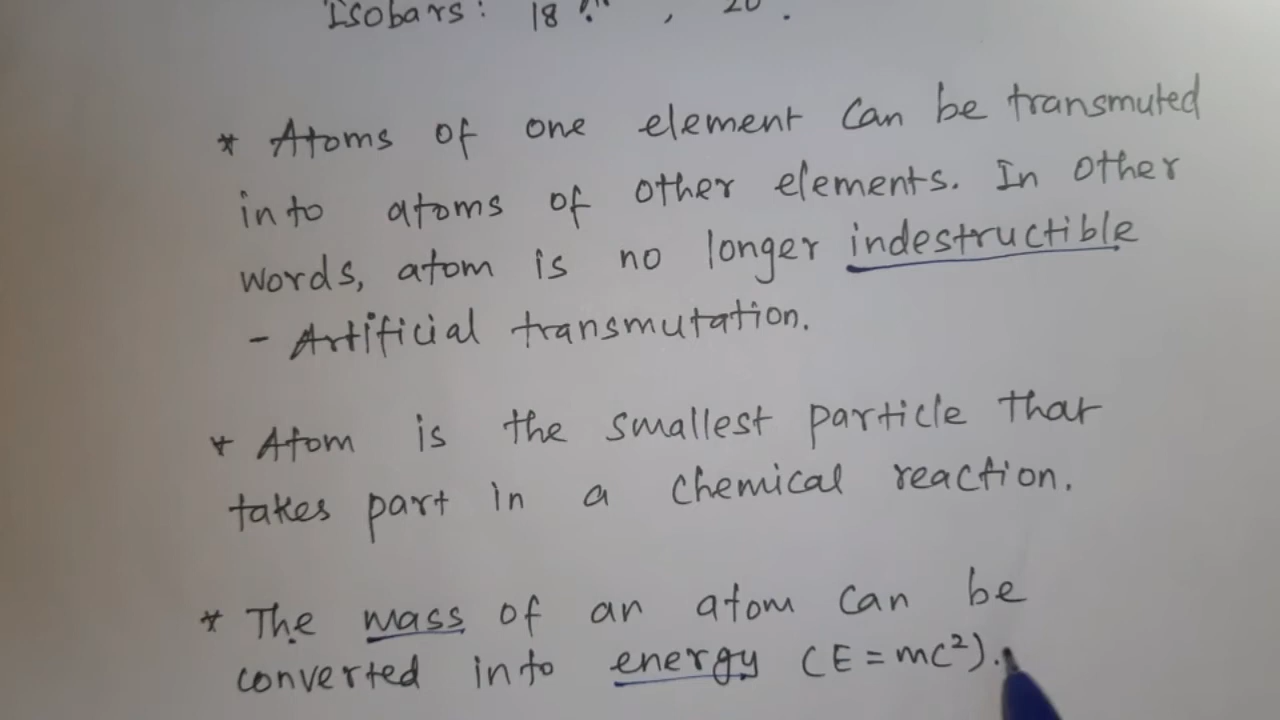 Isobars: 18 , 20 .
* Atoms of one element can be transmuted
into atoms of other elements. In other
words, atom is no longer indestructible
- Artificial transmutation.
* Atom is the smallest particle that
takes part in a chemical reaction.
* The mass of an atom can be
converted into energy (E=mc²).